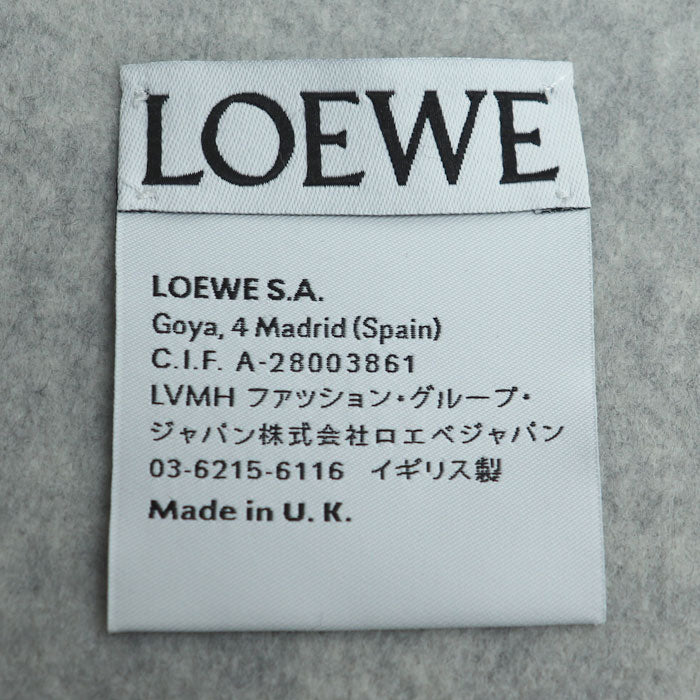 LOEWE
LOEWE S.A.
Goya, 4 Madrid (Spain)
C.I.F. A-28003861
LVMH ファッション・グループ・
ジャパン株式会社ロエベジャパン
03-6215-6116 イギリス製
Made in U. K.